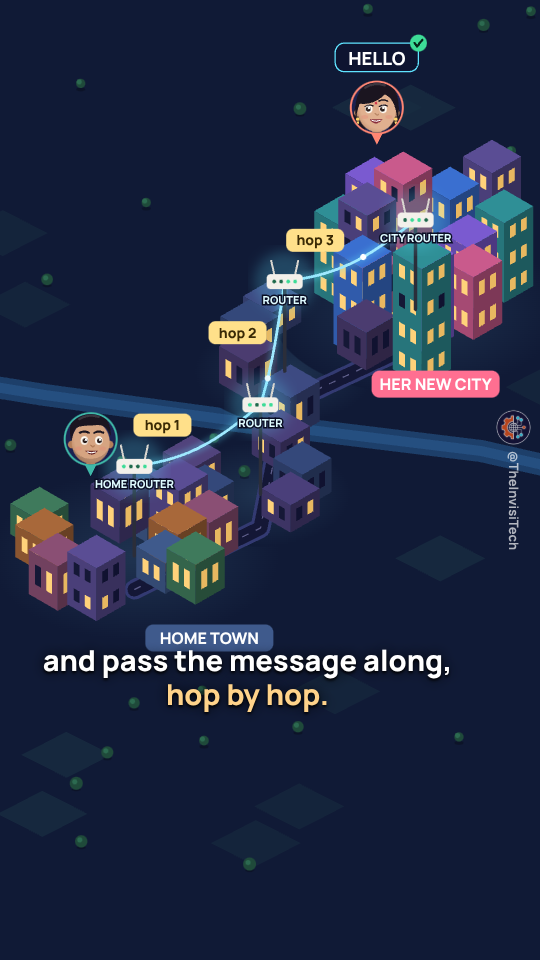 HELLO
hop 3
CITY ROUTER
ROUTER
hop 2
HER NEW CITY
hop 1
ROUTER
HOME ROUTER
@TheInvisiTech
HOME TOWN
and pass the message along,
hop by hop.